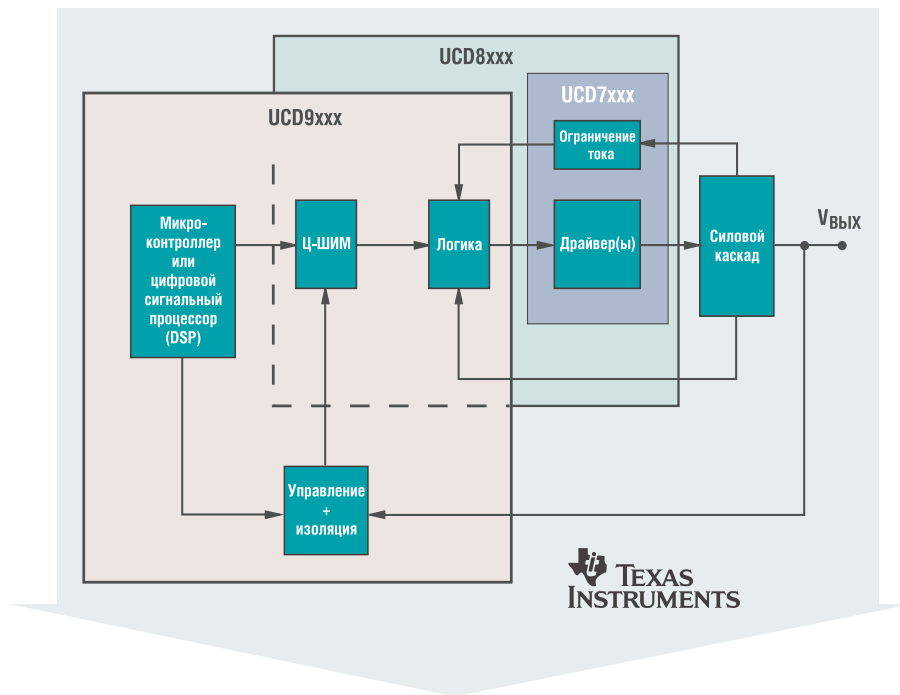 UCD8xxx
UCD7xxx
UCD9xxx
Ограничение
тока
Микро-
контроллер
или
цифровой
сигнальный
процессор
(DSP)
Ц-ШИМ
Логика
Драйвер(ы)
Силовой
каскад
VВЫХ
Управление
+
изоляция
TEXAS
INSTRUMENTS